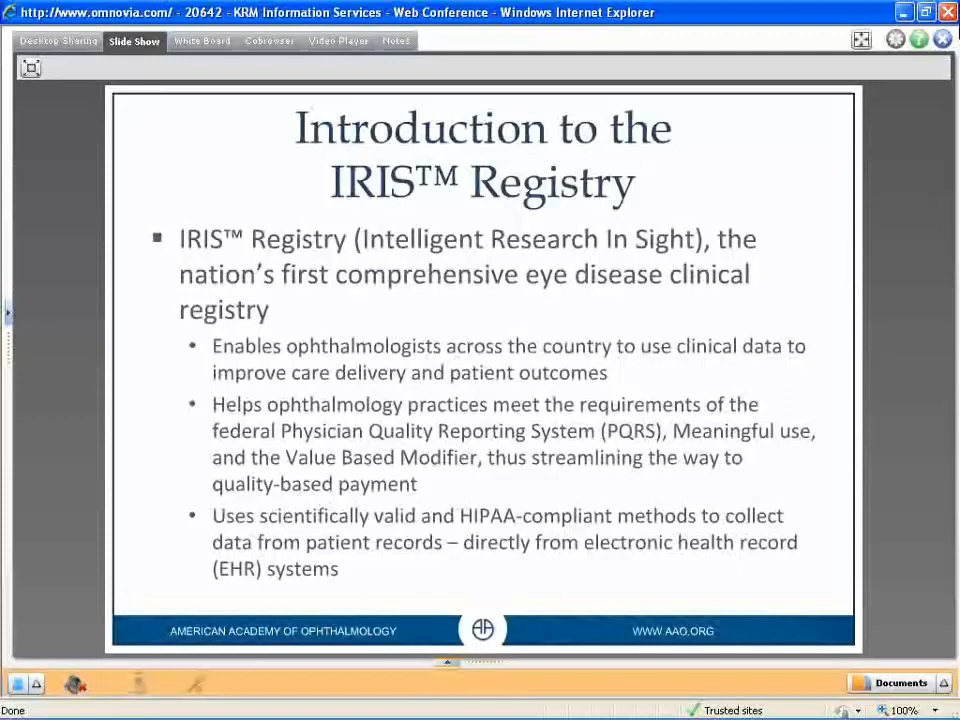 http://www.omnovia.com/ - 20642 - KRM Information Services - Web Conference - Windows Internet Explorer
Desktop Sharing Slide Show White Board Cobrowser Video Player Notes
Introduction to the
IRIS™ Registry
▪ IRIS™ Registry (Intelligent Research In Sight), the
nation's first comprehensive eye disease clinical
registry
• Enables ophthalmologists across the country to use clinical data to
improve care delivery and patient outcomes
• Helps ophthalmology practices meet the requirements of the
federal Physician Quality Reporting System (PQRS), Meaningful use,
and the Value Based Modifier, thus streamlining the way to
quality-based payment
• Uses scientifically valid and HIPAA-compliant methods to collect
data from patient records – directly from electronic health record
(EHR) systems
AMERICAN ACADEMY OF OPHTHALMOLOGY WWW.AAO.ORG
Documents
Done Trusted sites 100%